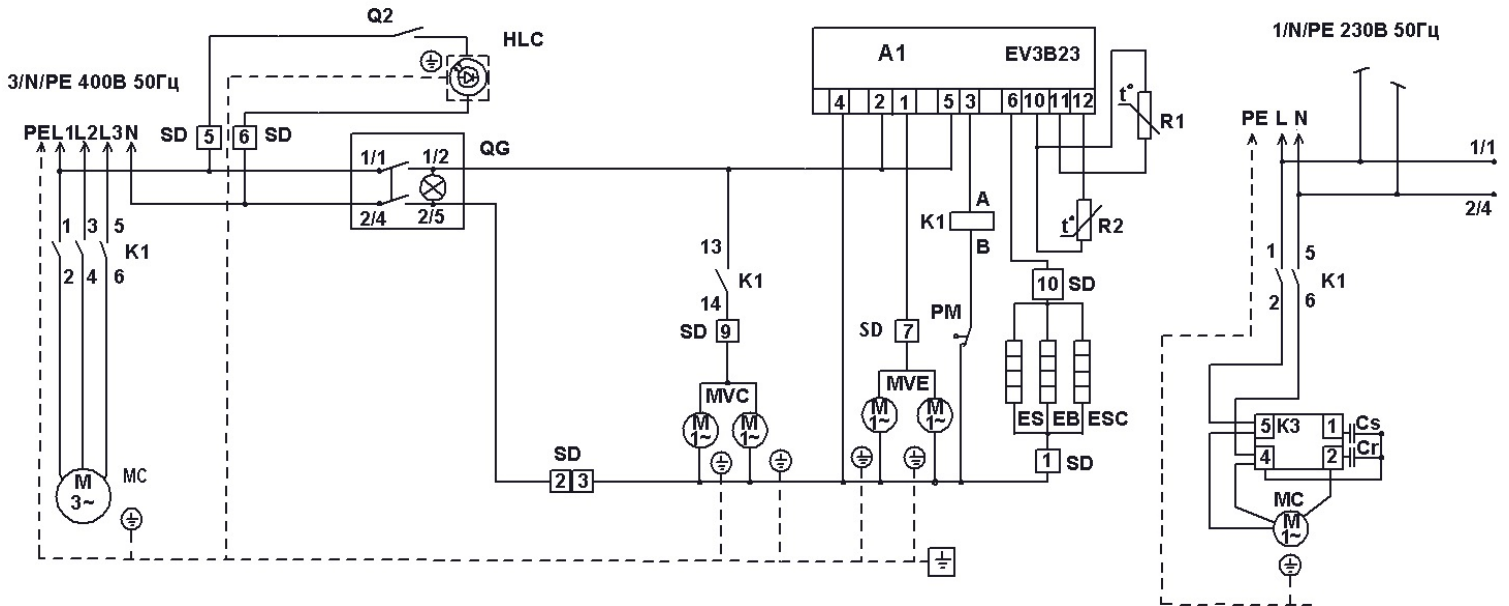 Q2
HLC
3/N/PE 400В 50Гц
PE L1 L2 L3 N
SD 5
6 SD
1/1 1/2 QG
2/4 2/5
1 3 5
K1
2 4 6
M
3~
MC
A1 EV3B23
4 2 1 5 3 6 10 11 12
t° R1
t° R2
A
K1
B
13
K1
14
SD 9
SD 7
PM
10 SD
MVC
M
1~
M
1~
MVE
M
1~
M
1~
ES EB ESC
SD
2 3
1 SD
1/N/PE 230В 50Гц
PE L N
1/1
2/4
1 5
K1
2 6
5 K3 1 Cs
4 2 Cr
MC
M
1~